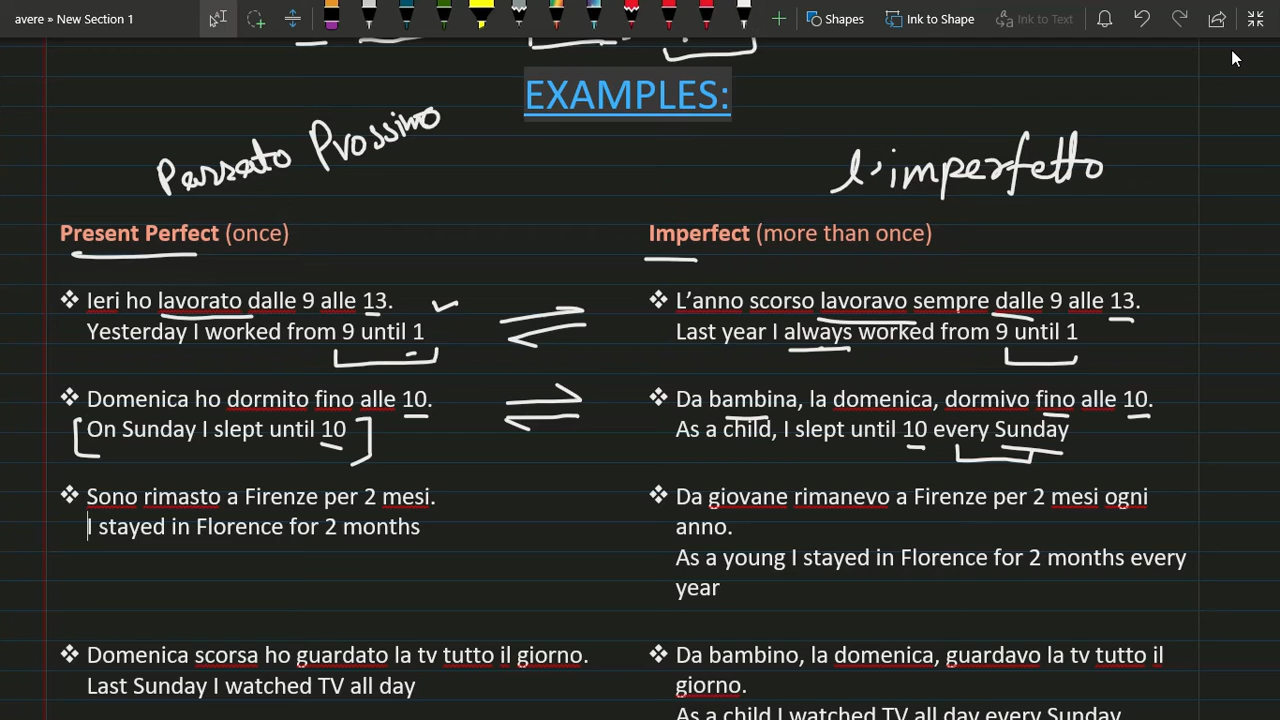 avere » New Section 1
Shapes
Ink to Shape
Ink to Text
EXAMPLES:
Passato Prossimo
l'imperfetto
Present Perfect (once)
❖ Ieri ho lavorato dalle 9 alle 13.
Yesterday I worked from 9 until 1
❖ Domenica ho dormito fino alle 10.
On Sunday I slept until 10
❖ Sono rimasto a Firenze per 2 mesi.
I stayed in Florence for 2 months
❖ Domenica scorsa ho guardato la tv tutto il giorno.
Last Sunday I watched TV all day
Imperfect (more than once)
❖ L'anno scorso lavoravo sempre dalle 9 alle 13.
Last year I always worked from 9 until 1
❖ Da bambina, la domenica, dormivo fino alle 10.
As a child, I slept until 10 every Sunday
❖ Da giovane rimanevo a Firenze per 2 mesi ogni
anno.
As a young I stayed in Florence for 2 months every
year
❖ Da bambino, la domenica, guardavo la tv tutto il
giorno.
As a child I watched TV all day every Sunday